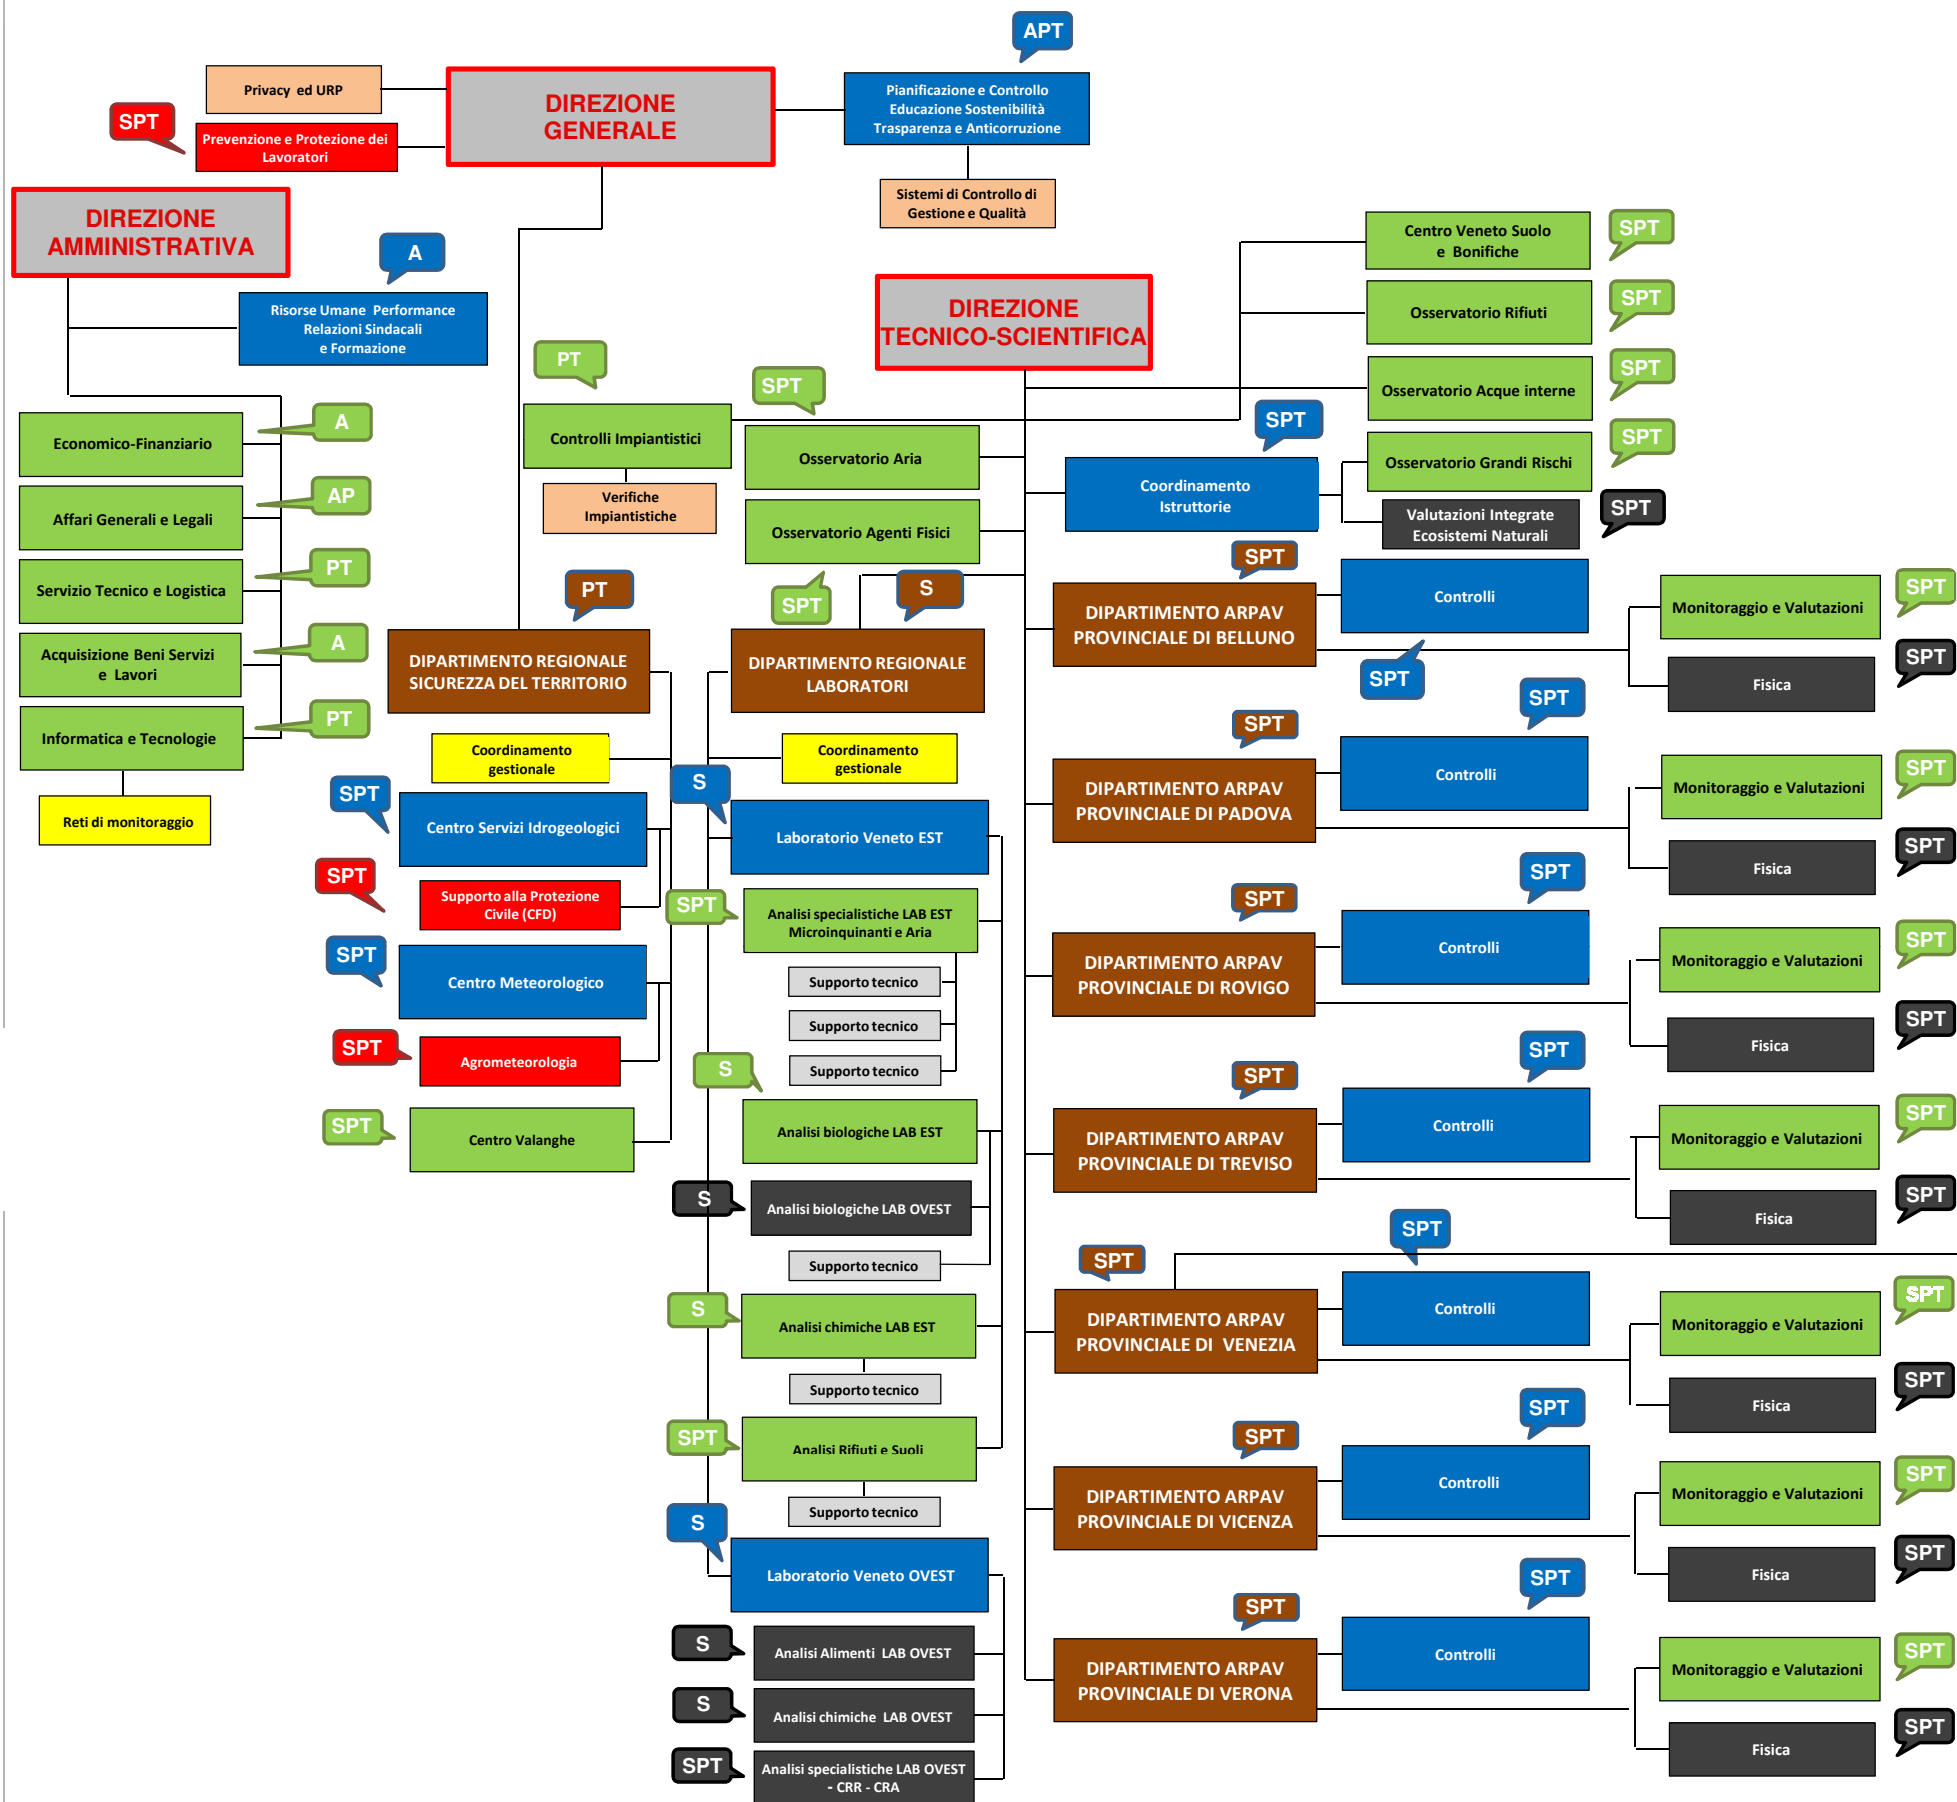 APT
Privacy ed URP
DIREZIONE
GENERALE
Pianificazione e Controllo
Educazione Sostenibilità
Trasparenza e Anticorruzione
SPT
Prevenzione e Protezione dei
Lavoratori
Sistemi di Controllo di
Gestione e Qualità
DIREZIONE
AMMINISTRATIVA
A
Risorse Umane Performance
Relazioni Sindacali
e Formazione
Economico-Finanziario
A
Affari Generali e Legali
AP
Servizio Tecnico e Logistica
PT
Acquisizione Beni Servizi
e Lavori
A
Informatica e Tecnologie
PT
Reti di monitoraggio
DIREZIONE
TECNICO-SCIENTIFICA
Centro Veneto Suolo
e Bonifiche
SPT
Osservatorio Rifiuti
SPT
Osservatorio Acque interne
SPT
PT
Controlli Impiantistici
Verifiche
Impiantistiche
SPT
Osservatorio Aria
Osservatorio Agenti Fisici
SPT
SPT
Coordinamento
Istruttorie
Osservatorio Grandi Rischi
SPT
Valutazioni Integrate
Ecosistemi Naturali
SPT
PT
DIPARTIMENTO REGIONALE
SICUREZZA DEL TERRITORIO
Coordinamento
gestionale
SPT
Centro Servizi Idrogeologici
SPT
Supporto alla Protezione
Civile (CFD)
SPT
Centro Meteorologico
SPT
Agrometeorologia
SPT
Centro Valanghe
S
DIPARTIMENTO REGIONALE
LABORATORI
Coordinamento
gestionale
S
Laboratorio Veneto EST
SPT
Analisi specialistiche LAB EST
Microinquinanti e Aria
Supporto tecnico
Supporto tecnico
Supporto tecnico
S
Analisi biologiche LAB EST
S
Analisi biologiche LAB OVEST
Supporto tecnico
S
Analisi chimiche LAB EST
Supporto tecnico
SPT
Analisi Rifiuti e Suoli
Supporto tecnico
S
Laboratorio Veneto OVEST
S
Analisi Alimenti LAB OVEST
S
Analisi chimiche LAB OVEST
SPT
Analisi specialistiche LAB OVEST
- CRR - CRA
SPT
DIPARTIMENTO ARPAV
PROVINCIALE DI BELLUNO
Controlli
SPT
Monitoraggio e Valutazioni
SPT
Fisica
SPT
SPT
DIPARTIMENTO ARPAV
PROVINCIALE DI PADOVA
SPT
Controlli
Monitoraggio e Valutazioni
SPT
Fisica
SPT
SPT
DIPARTIMENTO ARPAV
PROVINCIALE DI ROVIGO
SPT
Controlli
Monitoraggio e Valutazioni
SPT
Fisica
SPT
SPT
DIPARTIMENTO ARPAV
PROVINCIALE DI TREVISO
SPT
Controlli
Monitoraggio e Valutazioni
SPT
Fisica
SPT
SPT
DIPARTIMENTO ARPAV
PROVINCIALE DI VENEZIA
SPT
Controlli
Monitoraggio e Valutazioni
SPT
Fisica
SPT
SPT
DIPARTIMENTO ARPAV
PROVINCIALE DI VICENZA
SPT
Controlli
Monitoraggio e Valutazioni
SPT
Fisica
SPT
SPT
DIPARTIMENTO ARPAV
PROVINCIALE DI VERONA
SPT
Controlli
Monitoraggio e Valutazioni
SPT
Fisica
SPT